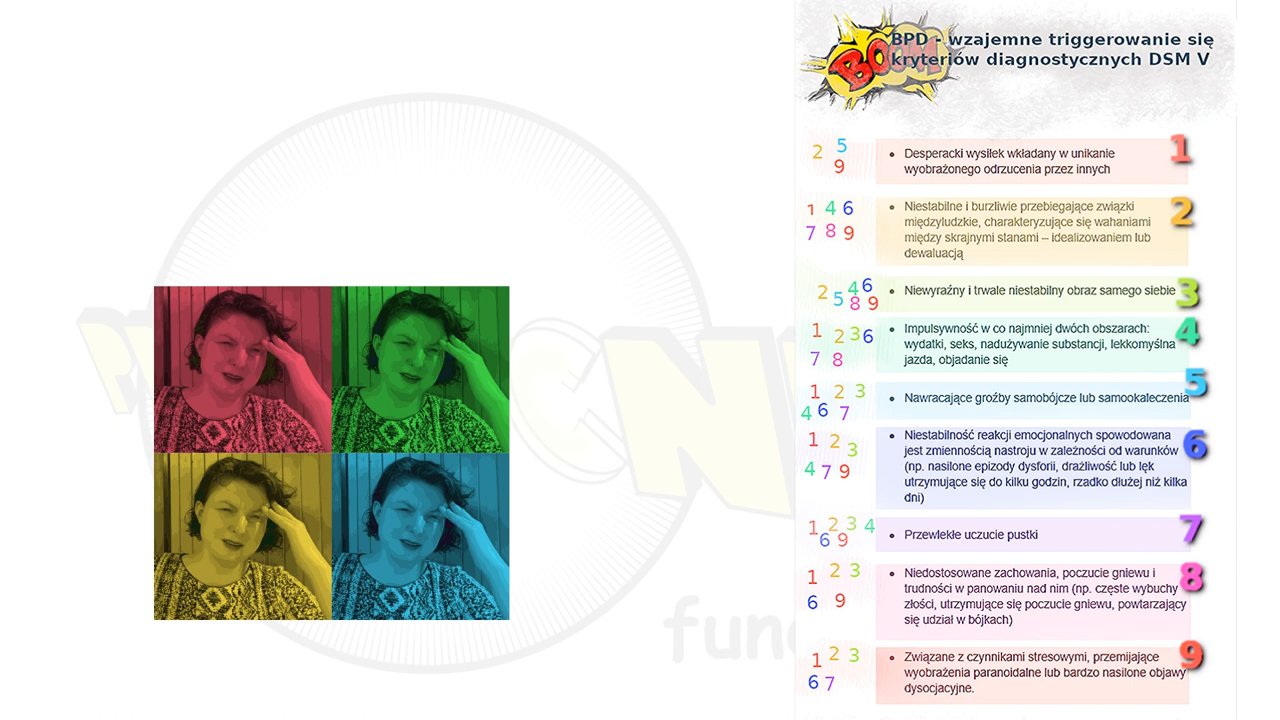 BOOM
BPD - wzajemne triggerowanie się
kryteriów diagnostycznych DSM V
2 5
9
• Desperacki wysiłek wkładany w unikanie
wyobrażonego odrzucenia przez innych
1
1 4 6
7 8 9
• Niestabilne i burzliwie przebiegające związki
międzyludzkie, charakteryzujące się wahaniami
między skrajnymi stanami – idealizowaniem lub
dewaluacją
2
2 5 4 6
8 9
• Niewyraźny i trwale niestabilny obraz samego siebie
3
1 2 3 6
7 8
• Impulsywność w co najmniej dwóch obszarach:
wydatki, seks, nadużywanie substancji, lekkomyślna
jazda, objadanie się
4
1 2 3
4 6 7
• Nawracające groźby samobójcze lub samookaleczenia
5
1 2 3
4 7 9
• Niestabilność reakcji emocjonalnych spowodowana
jest zmiennością nastroju w zależności od warunków
(np. nasilone epizody dysforii, drażliwość lub lęk
utrzymujące się do kilku godzin, rzadko dłużej niż kilka
dni)
6
1 2 3 4
6 9
• Przewlekłe uczucie pustki
7
1 2 3
6 9
• Niedostosowane zachowania, poczucie gniewu i
trudności w panowaniu nad nim (np. częste wybuchy
złości, utrzymujące się poczucie gniewu, powtarzający
się udział w bójkach)
8
1 2 3
6 7
• Związane z czynnikami stresowymi, przemijające
wyobrażenia paranoidalne lub bardzo nasilone objawy
dysocjacyjne.
9